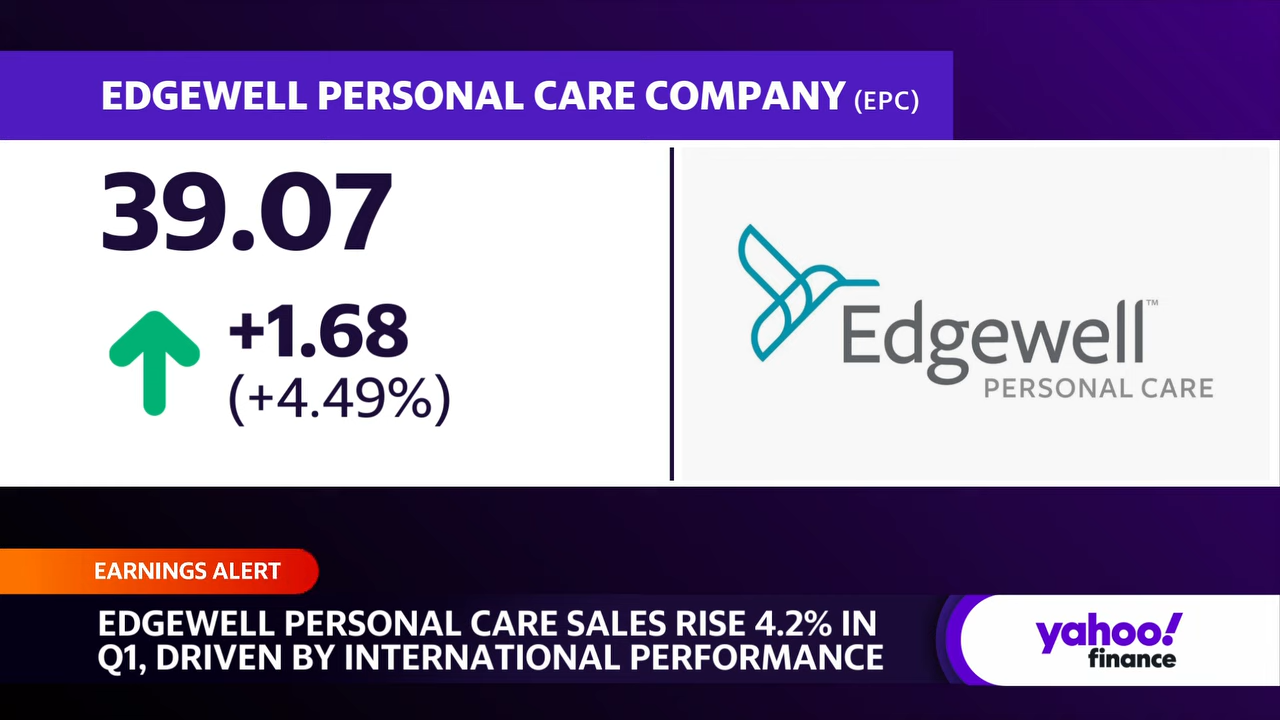 EDGEWELL PERSONAL CARE COMPANY (EPC)
39.07
+1.68
(+4.49%)
Edgewell™
PERSONAL CARE
EARNINGS ALERT
EDGEWELL PERSONAL CARE SALES RISE 4.2% IN
Q1, DRIVEN BY INTERNATIONAL PERFORMANCE
yahoo!
finance